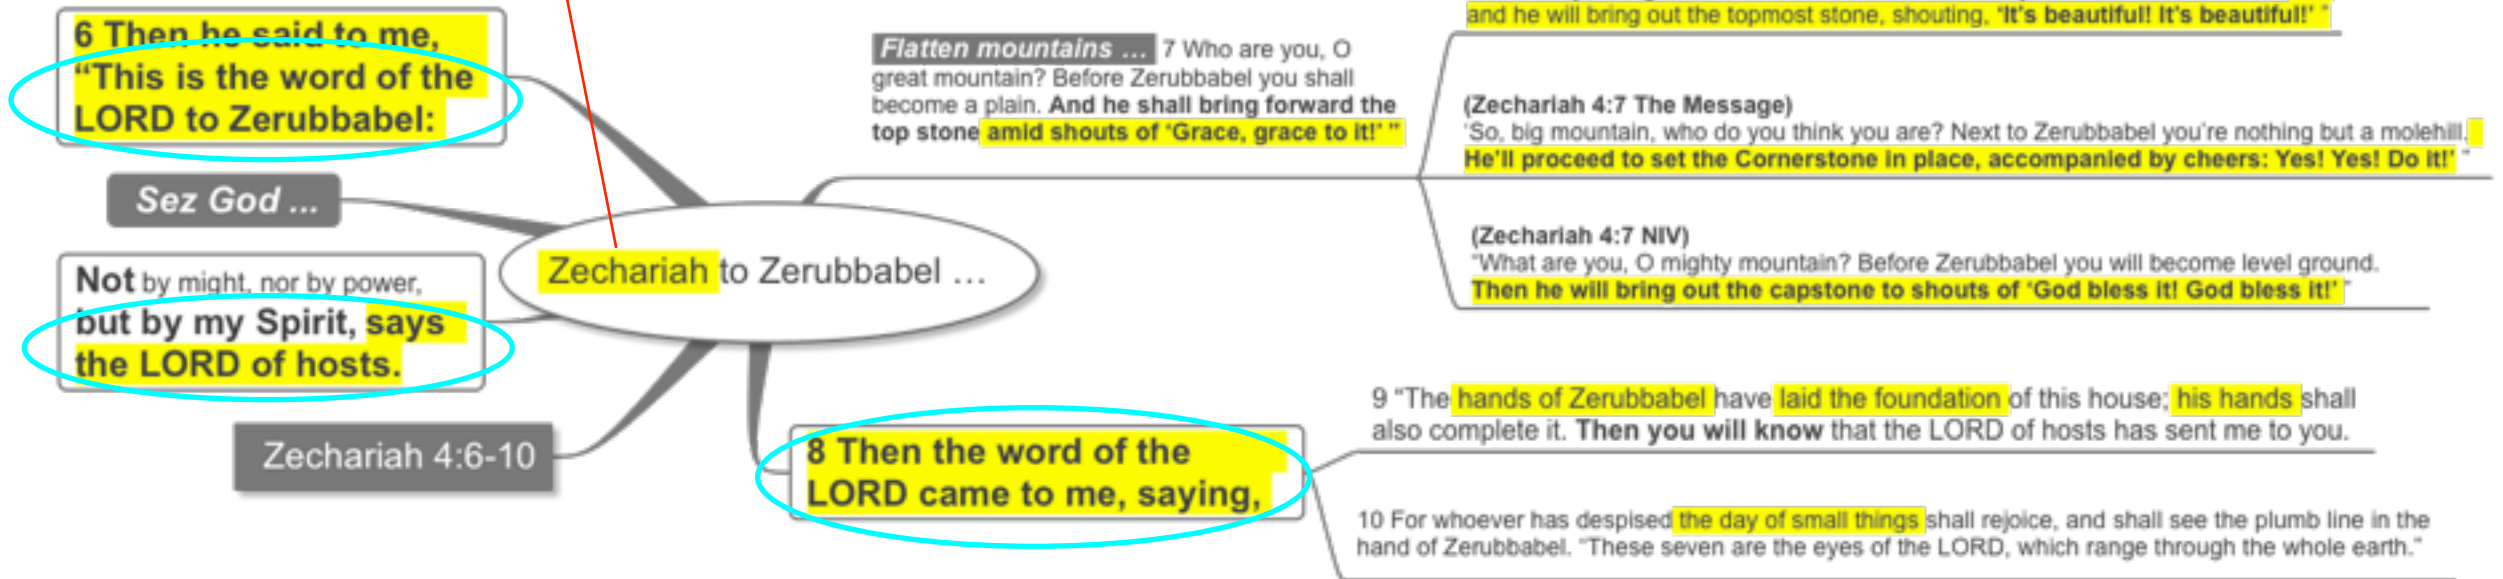 6 Then he said to me,
“This is the word of the
LORD to Zerubbabel:
Sez God ...
Not by might, nor by power,
but by my Spirit, says
the LORD of hosts.
Zechariah 4:6-10
Zechariah to Zerubbabel …
Flatten mountains … 7 Who are you, O
great mountain? Before Zerubbabel you shall
become a plain. And he shall bring forward the
top stone amid shouts of ‘Grace, grace to it!’ ”
and he will bring out the topmost stone, shouting, ‘It’s beautiful! It’s beautiful!’ ”
(Zechariah 4:7 The Message)
‘So, big mountain, who do you think you are? Next to Zerubbabel you’re nothing but a molehill.
He’ll proceed to set the Cornerstone in place, accompanied by cheers: Yes! Yes! Do it!’ ”
(Zechariah 4:7 NIV)
“What are you, O mighty mountain? Before Zerubbabel you will become level ground.
Then he will bring out the capstone to shouts of ‘God bless it! God bless it!’ ”
8 Then the word of the
LORD came to me, saying,
9 “The hands of Zerubbabel have laid the foundation of this house; his hands shall
also complete it. Then you will know that the LORD of hosts has sent me to you.
10 For whoever has despised the day of small things shall rejoice, and shall see the plumb line in the
hand of Zerubbabel. “These seven are the eyes of the LORD, which range through the whole earth.”